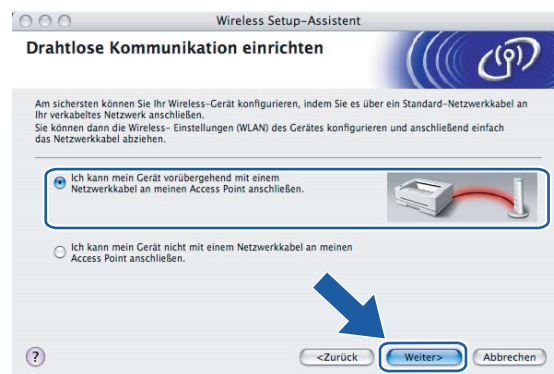 Wireless Setup-Assistent
Drahtlose Kommunikation einrichten
Am sichersten können Sie Ihr Wireless-Gerät konfigurieren, indem Sie es über ein Standard-Netzwerkkabel an
Ihr verkabeltes Netzwerk anschließen.
Sie können dann die Wireless- Einstellungen (WLAN) des Gerätes konfigurieren und anschließend einfach
das Netzwerkkabel abziehen.
Ich kann mein Gerät vorübergehend mit einem
Netzwerkkabel an meinen Access Point anschließen.
Ich kann mein Gerät nicht mit einem Netzwerkkabel an meinen
Access Point anschließen.
?
<Zurück
Weiter>
Abbrechen